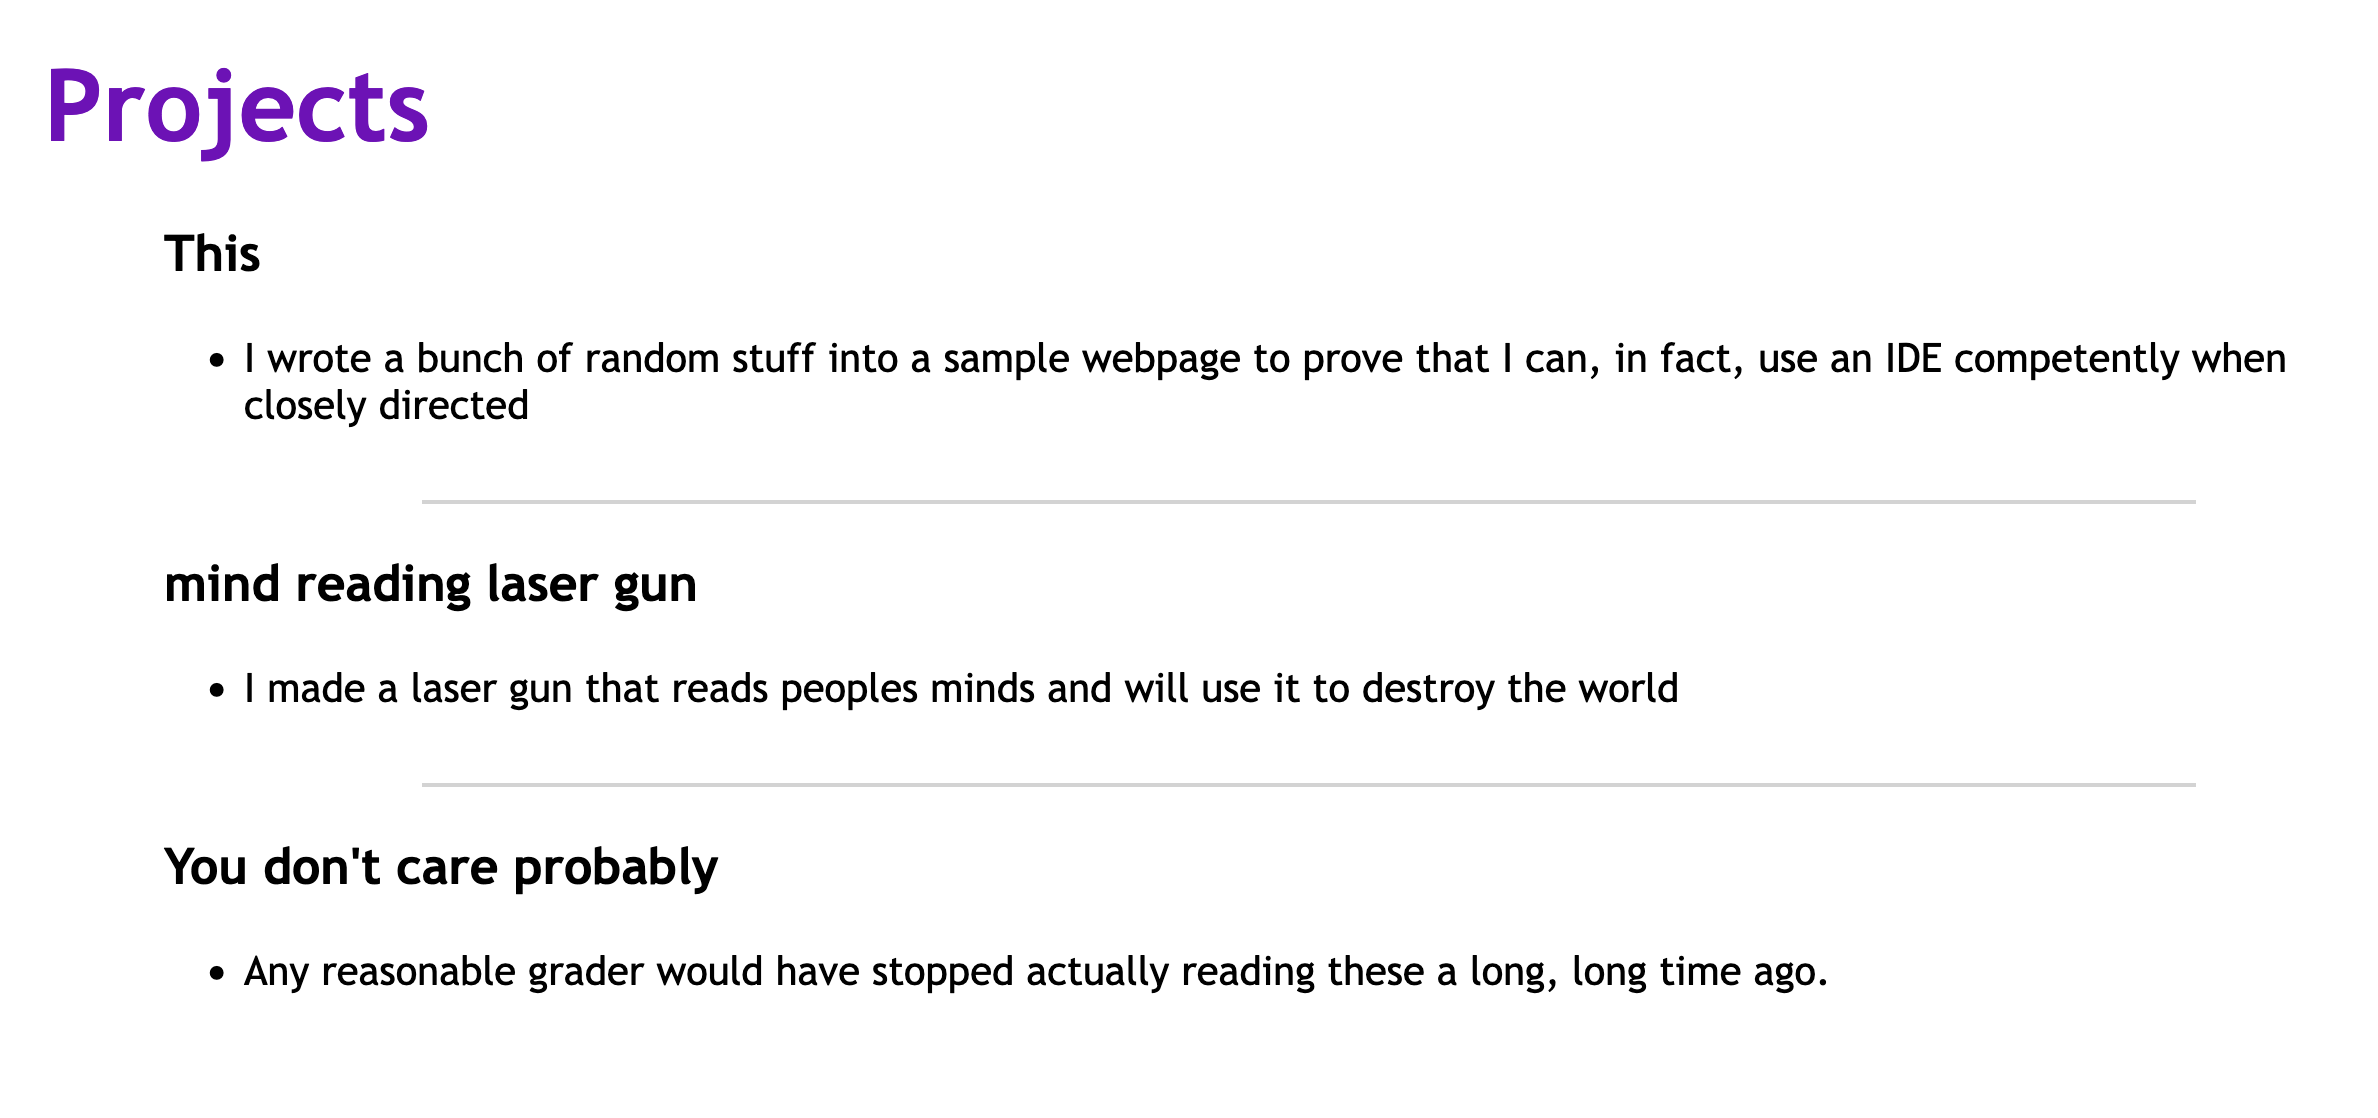 Projects
This
• I wrote a bunch of random stuff into a sample webpage to prove that I can, in fact, use an IDE competently when
closely directed
mind reading laser gun
• I made a laser gun that reads peoples minds and will use it to destroy the world
You don't care probably
• Any reasonable grader would have stopped actually reading these a long, long time ago.